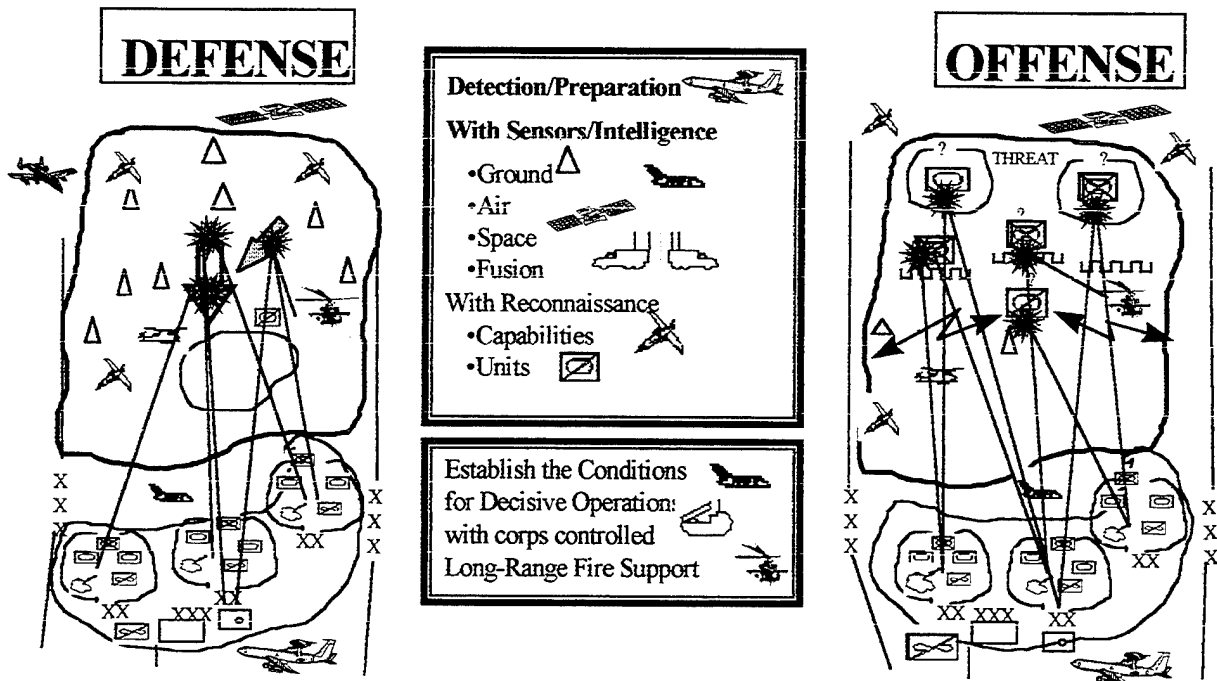 DEFENSE
X
X
X
X
X
X
XX
XX
XXX
XX
Detection/Preparation
With Sensors/Intelligence
•Ground
•Air
•Space
•Fusion
With Reconnaissance
•Capabilities
•Units
Establish the Conditions
for Decisive Operations
with corps controlled
Long-Range Fire Support
OFFENSE
? THREAT ?
?
X
X
X
X
X
X
XX
XX
XXX
XX